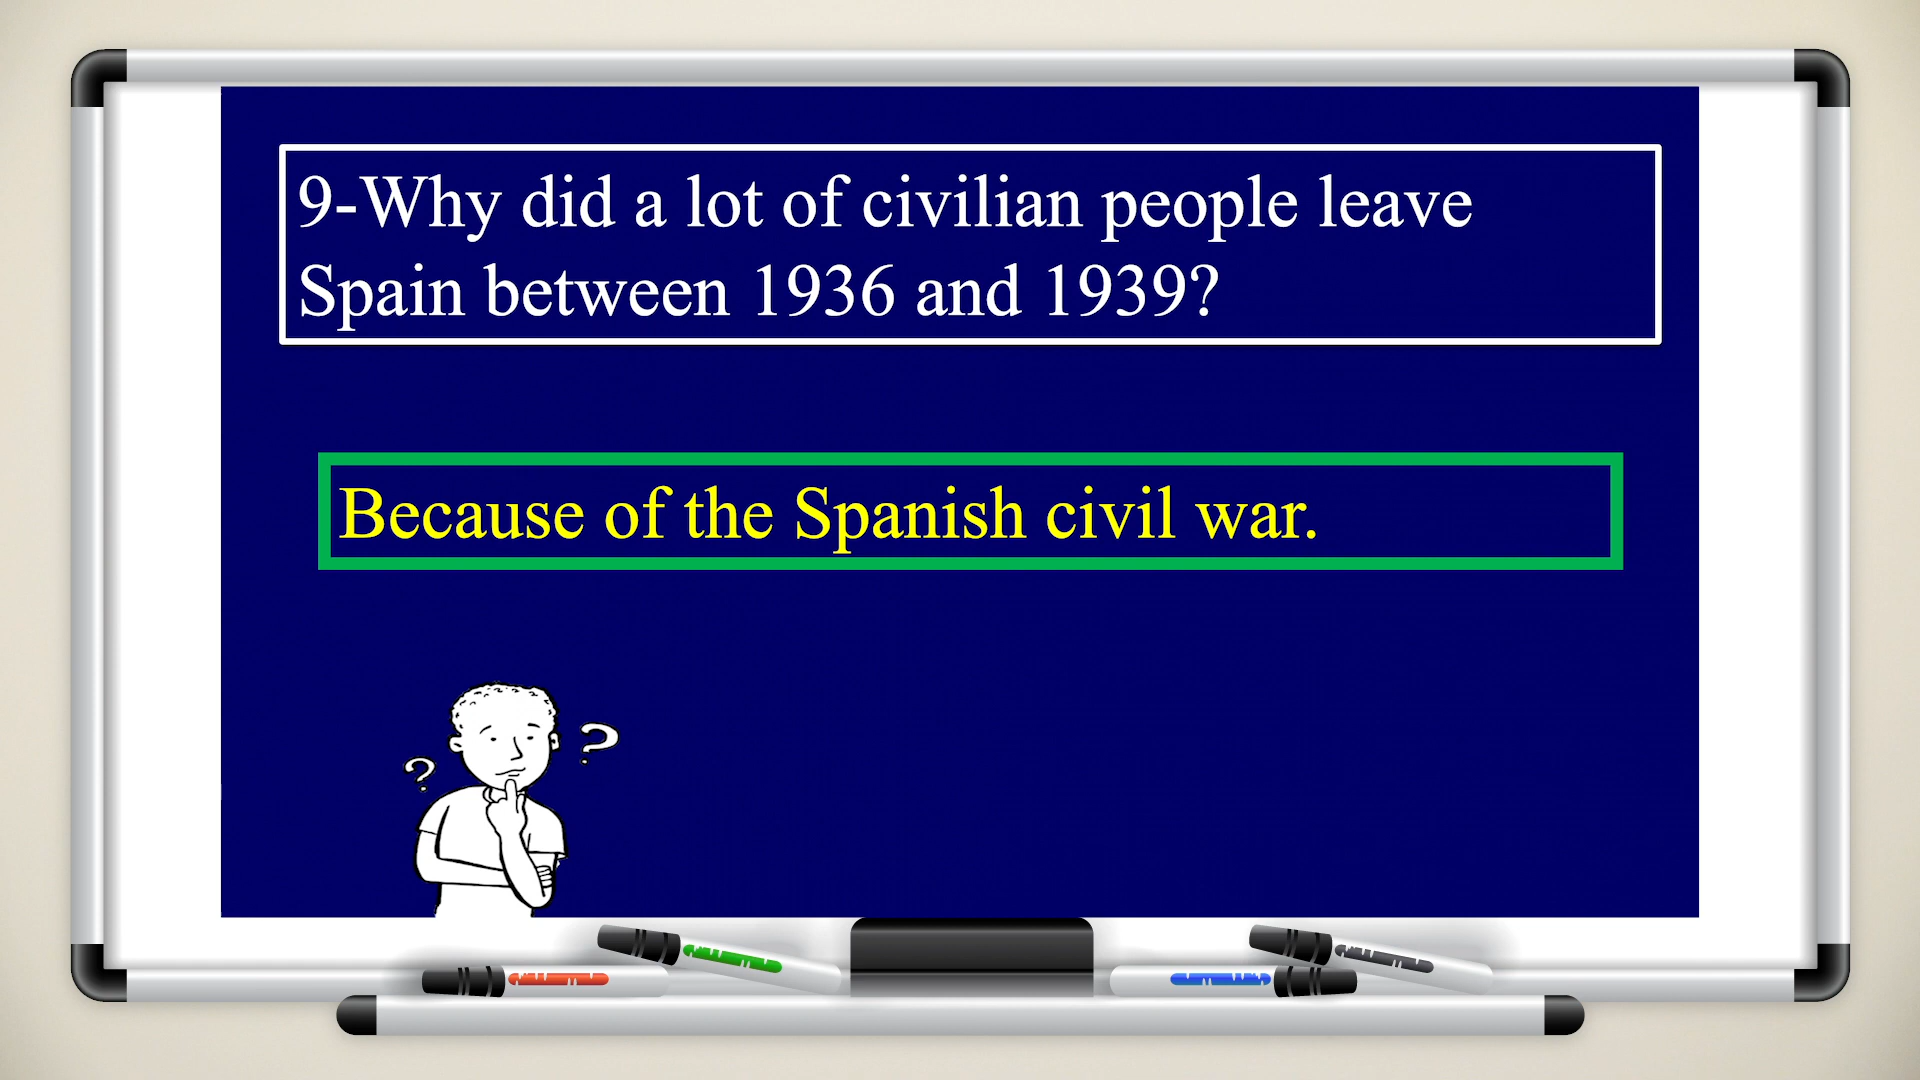 9-Why did a lot of civilian people leave
Spain between 1936 and 1939?
Because of the Spanish civil war.
? ?